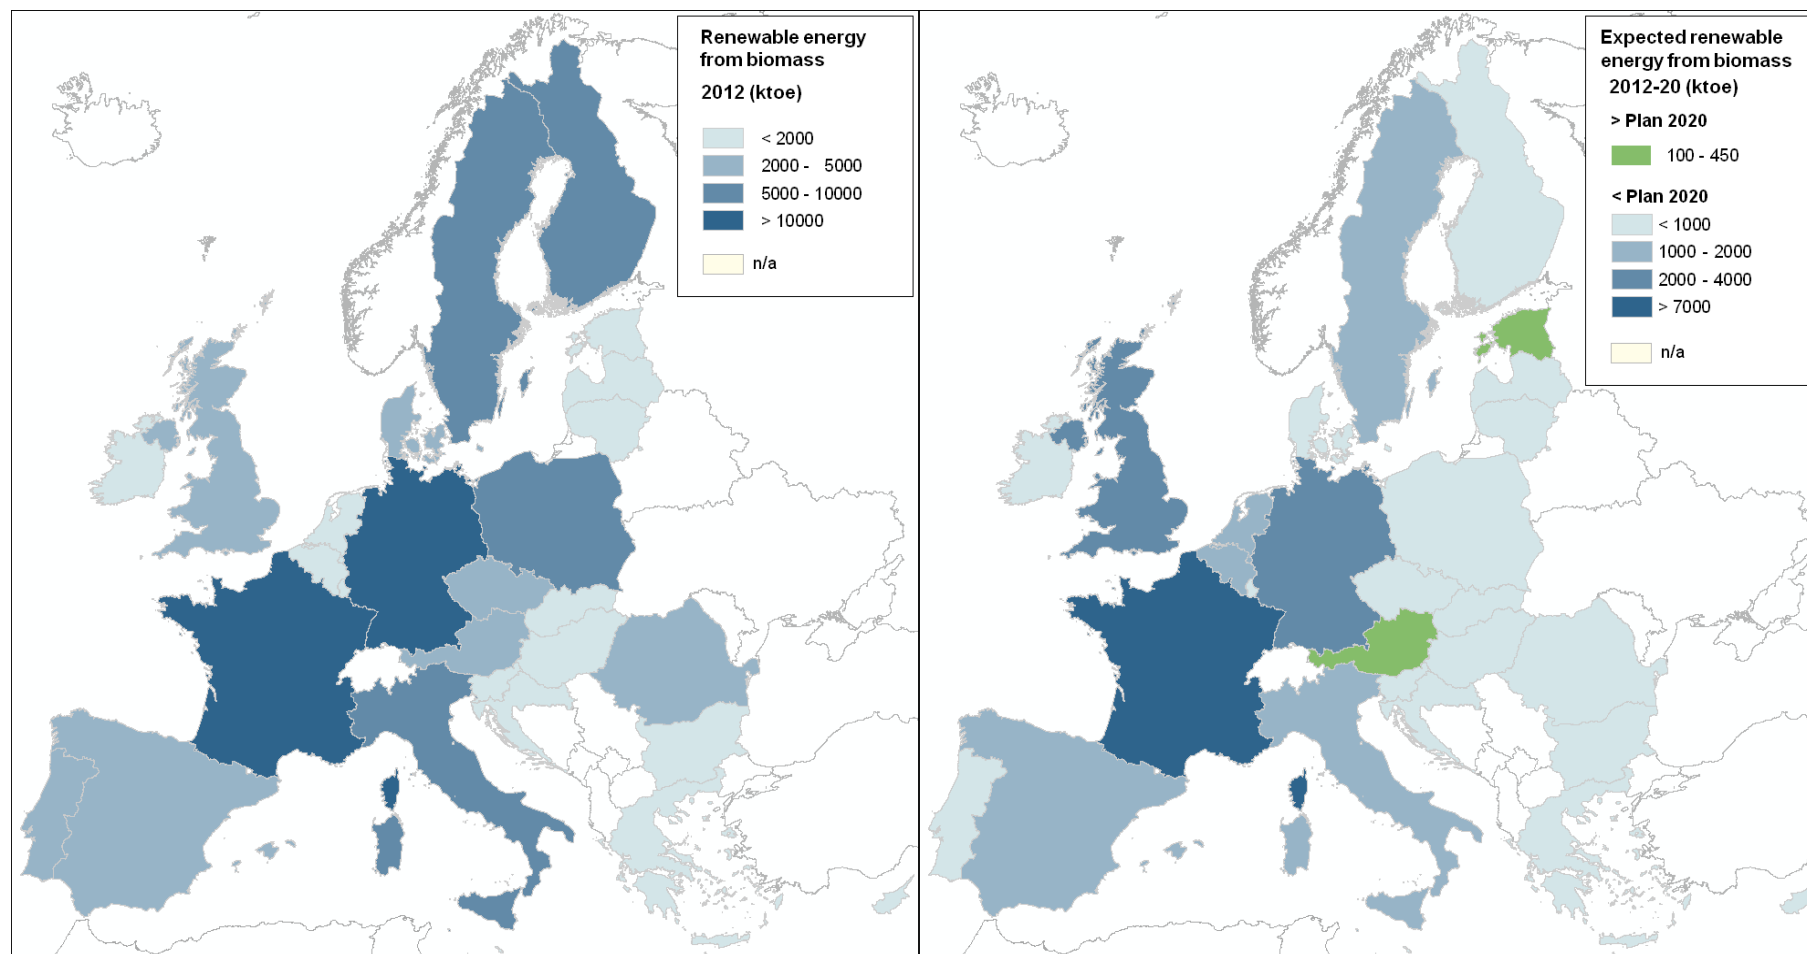 Renewable energy
from biomass
2012 (ktoe)
< 2000
2000 - 5000
5000 - 10000
> 10000
n/a
Expected renewable
energy from biomass
2012-20 (ktoe)
> Plan 2020
100 - 450
< Plan 2020
< 1000
1000 - 2000
2000 - 4000
> 7000
n/a